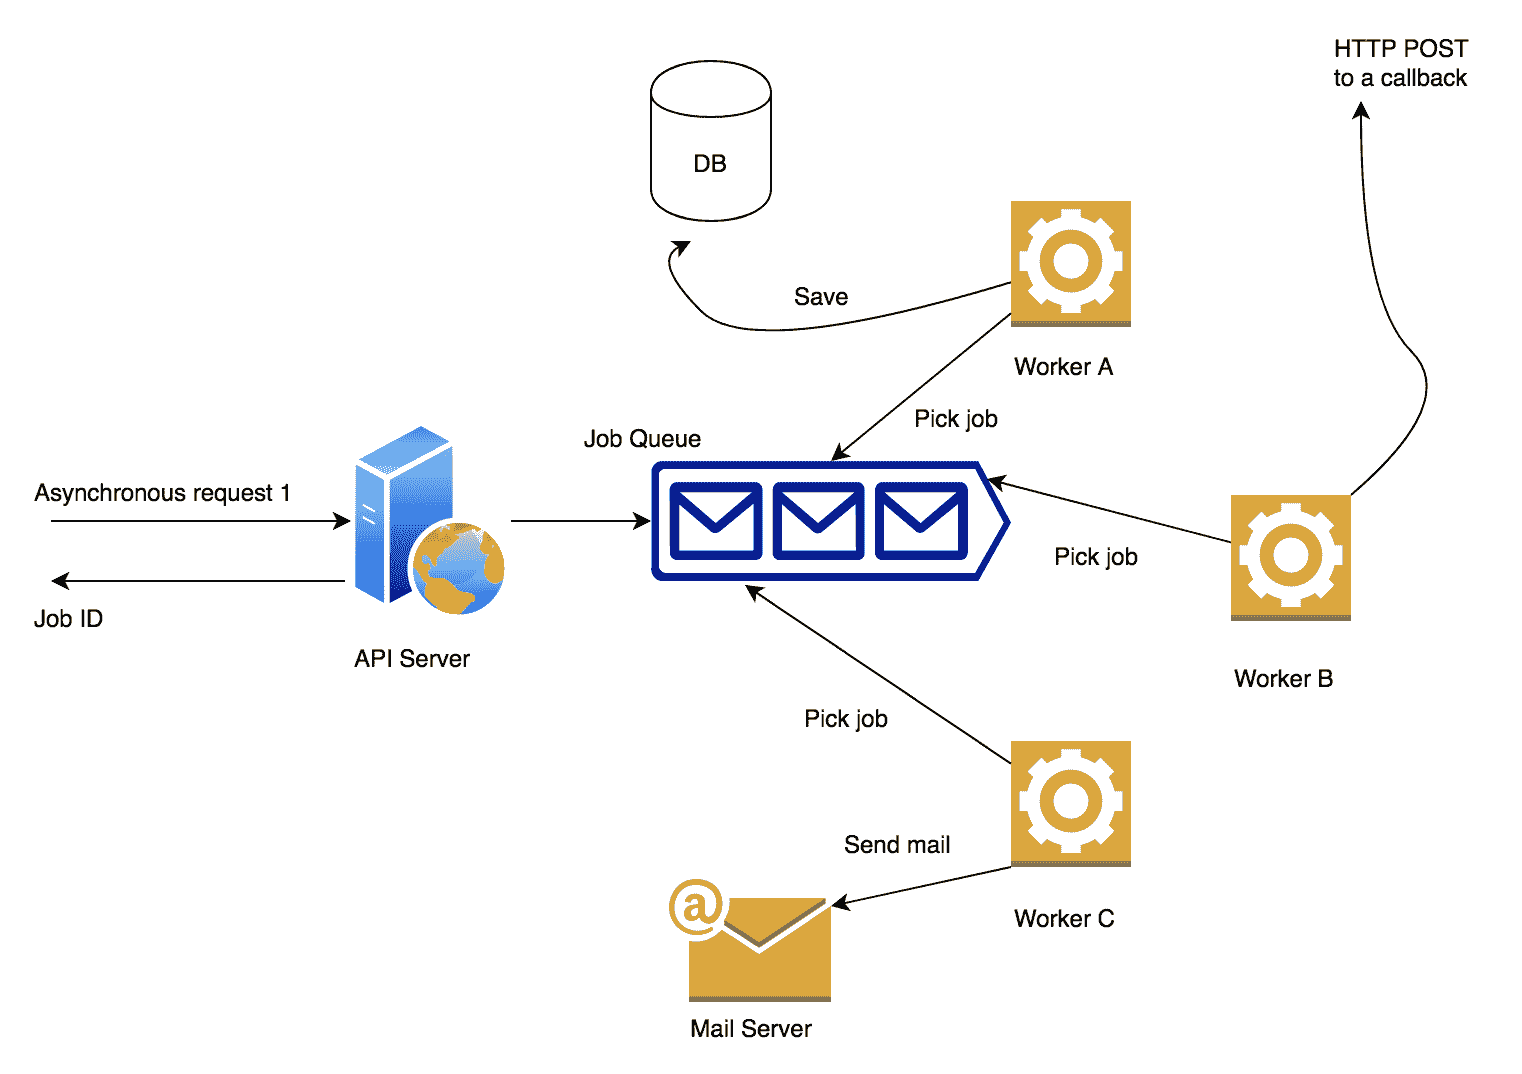 HTTP POST
to a callback
DB
Save
Worker A
Pick job
Job Queue
Asynchronous request 1
Pick job
Job ID
API Server
Worker B
Pick job
Send mail
@
Worker C
Mail Server